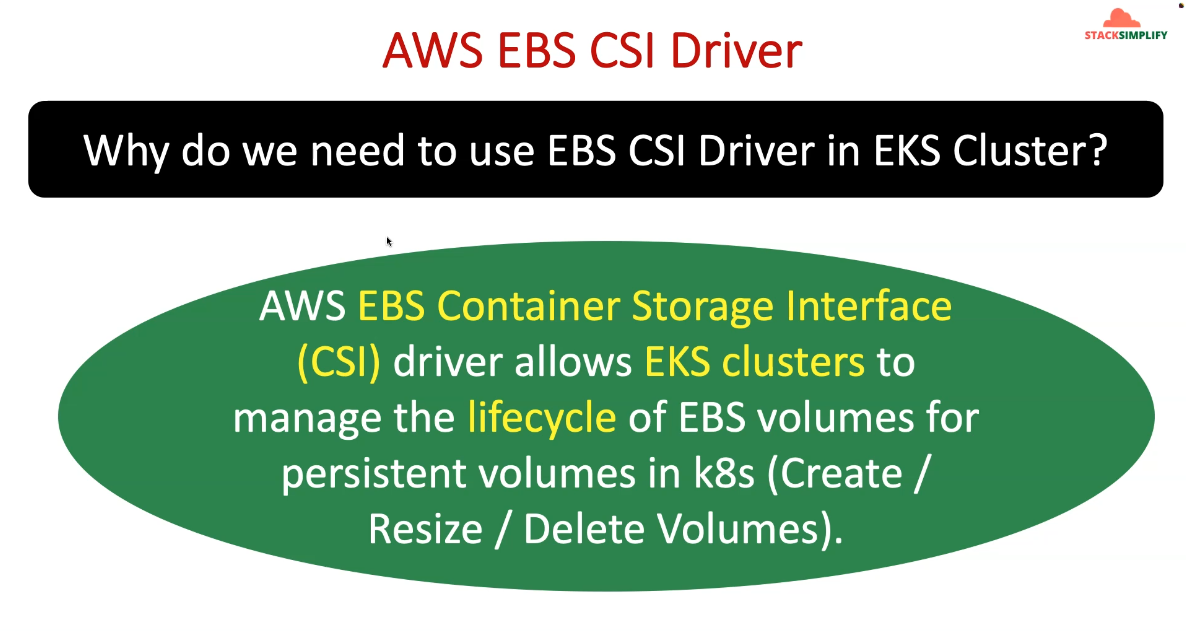 STACKSIMPLIFY
AWS EBS CSI Driver
Why do we need to use EBS CSI Driver in EKS Cluster?
AWS EBS Container Storage Interface
(CSI) driver allows EKS clusters to
manage the lifecycle of EBS volumes for
persistent volumes in k8s (Create /
Resize / Delete Volumes).